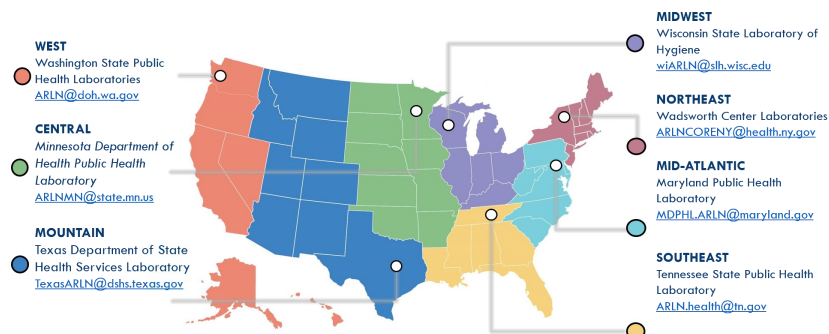 WEST
Washington State Public
Health Laboratories
ARLN@doh.wa.gov
CENTRAL
Minnesota Department of
Health Public Health
Laboratory
ARLNMN@state.mn.us
MOUNTAIN
Texas Department of State
Health Services Laboratory
TexasARLN@dshs.texas.gov
MIDWEST
Wisconsin State Laboratory of
Hygiene
wiARLN@slh.wisc.edu
NORTHEAST
Wadsworth Center Laboratories
ARLNCORENY@health.ny.gov
MID-ATLANTIC
Maryland Public Health
Laboratory
MDPHL.ARLN@maryland.gov
SOUTHEAST
Tennessee State Public Health
Laboratory
ARLN.health@tn.gov